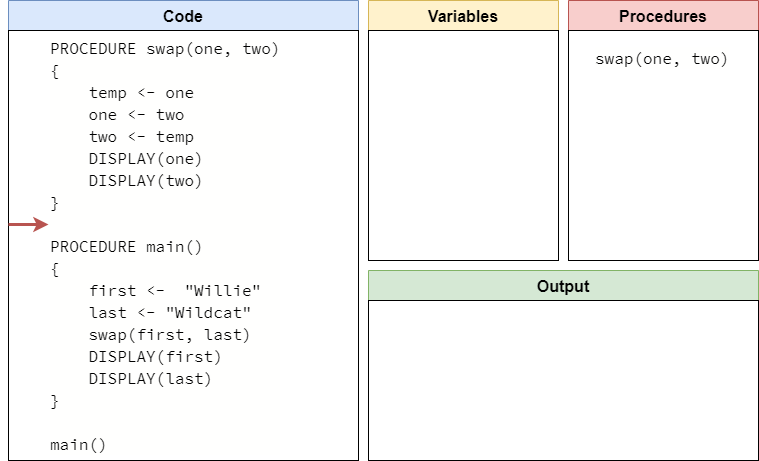 Code
PROCEDURE swap(one, two)
{
    temp <- one
    one <- two
    two <- temp
    DISPLAY(one)
    DISPLAY(two)
}
PROCEDURE main()
{
    first <-  "Willie"
    last <- "Wildcat"
    swap(first, last)
    DISPLAY(first)
    DISPLAY(last)
}
main()
Variables
Procedures
swap(one, two)
Output